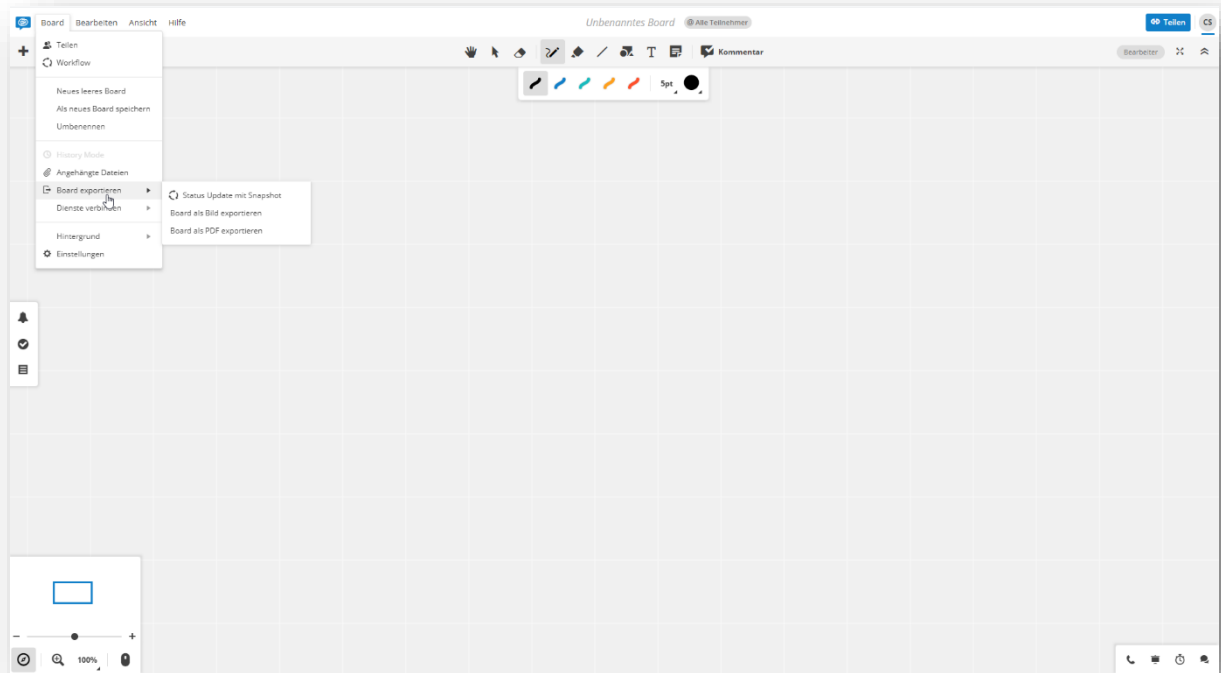 Board Bearbeiten Ansicht Hilfe
Unbenanntes Board @ Alle Teilnehmer
Teilen CS
Teilen
Workflow
Neues leeres Board
Als neues Board speichern
Umbenennen
History Mode
Angehängte Dateien
Board exportieren
Dienste verbinden
Hintergrund
Einstellungen
Status Update mit Snapshot
Board als Bild exportieren
Board als PDF exportieren
T Kommentar
Bearbeiter
5pt
100%